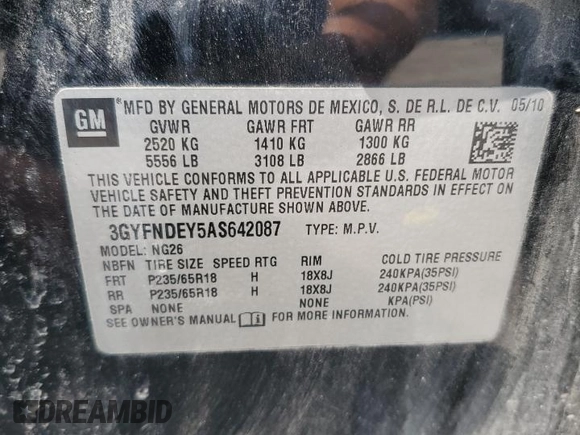 GM ® MFD BY GENERAL MOTORS DE MEXICO, S. DE R.L. DE C.V. 05/10
GVWR GAWR FRT GAWR RR
2520 KG 1410 KG 1300 KG
5556 LB 3108 LB 2866 LB
THIS VEHICLE CONFORMS TO ALL APPLICABLE U.S. FEDERAL MOTOR
VEHICLE SAFETY AND THEFT PREVENTION STANDARDS IN EFFECT ON
THE DATE OF MANUFACTURE SHOWN ABOVE.
3GYFNDEY5AS642087 TYPE: M.P.V.
MODEL: NG26
NBFN TIRE SIZE SPEED RTG RIM COLD TIRE PRESSURE
FRT P235/65R18 H 18X8J 240KPA(35PSI)
RR P235/65R18 H 18X8J 240KPA(35PSI)
SPA NONE NONE KPA(PSI)
SEE OWNER'S MANUAL i FOR MORE INFORMATION.
DREAMBID